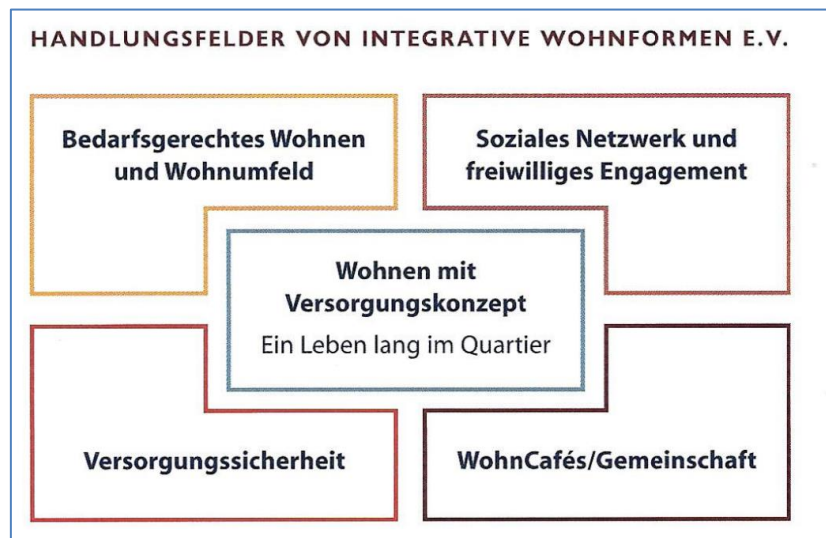 HANDLUNGSFELDER VON INTEGRATIVE WOHNFORMEN E.V.
Bedarfsgerechtes Wohnen
und Wohnumfeld
Soziales Netzwerk und
freiwilliges Engagement
Wohnen mit
Versorgungskonzept
Ein Leben lang im Quartier
Versorgungssicherheit
WohnCafés/Gemeinschaft